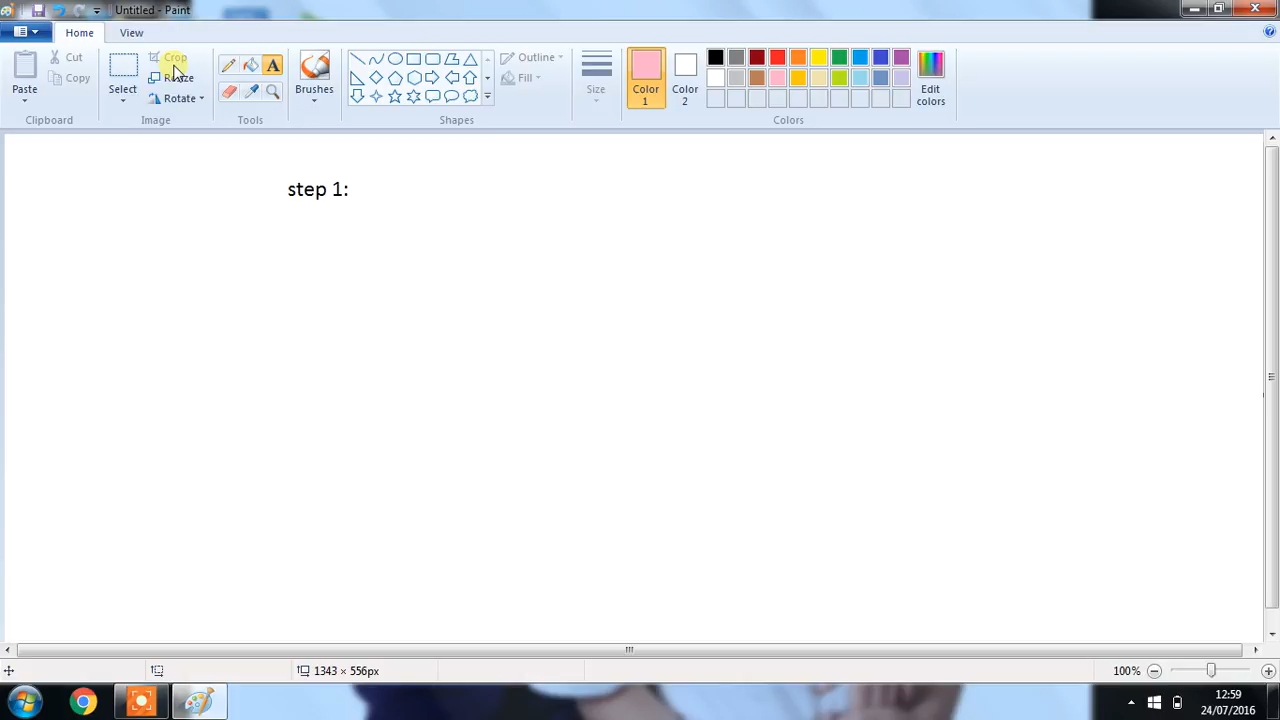 Untitled - Paint
Home View
Paste
Cut
Copy
Clipboard
Select
Crop
Resize
Rotate
Image
A
Tools
Brushes
Shapes
Outline
Fill
Size
Color 1
Color 2
Edit colors
Colors
step 1:
1343 × 556px
100%
12:59
24/07/2016